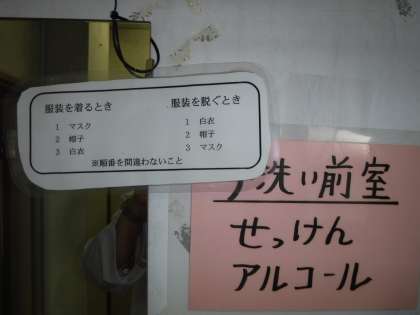 服装を着るとき
1 マスク
2 帽子
3 白衣
服装を脱ぐとき
1 白衣
2 帽子
3 マスク
※順番を間違わないこと
手洗い前室
せっけん
アルコール